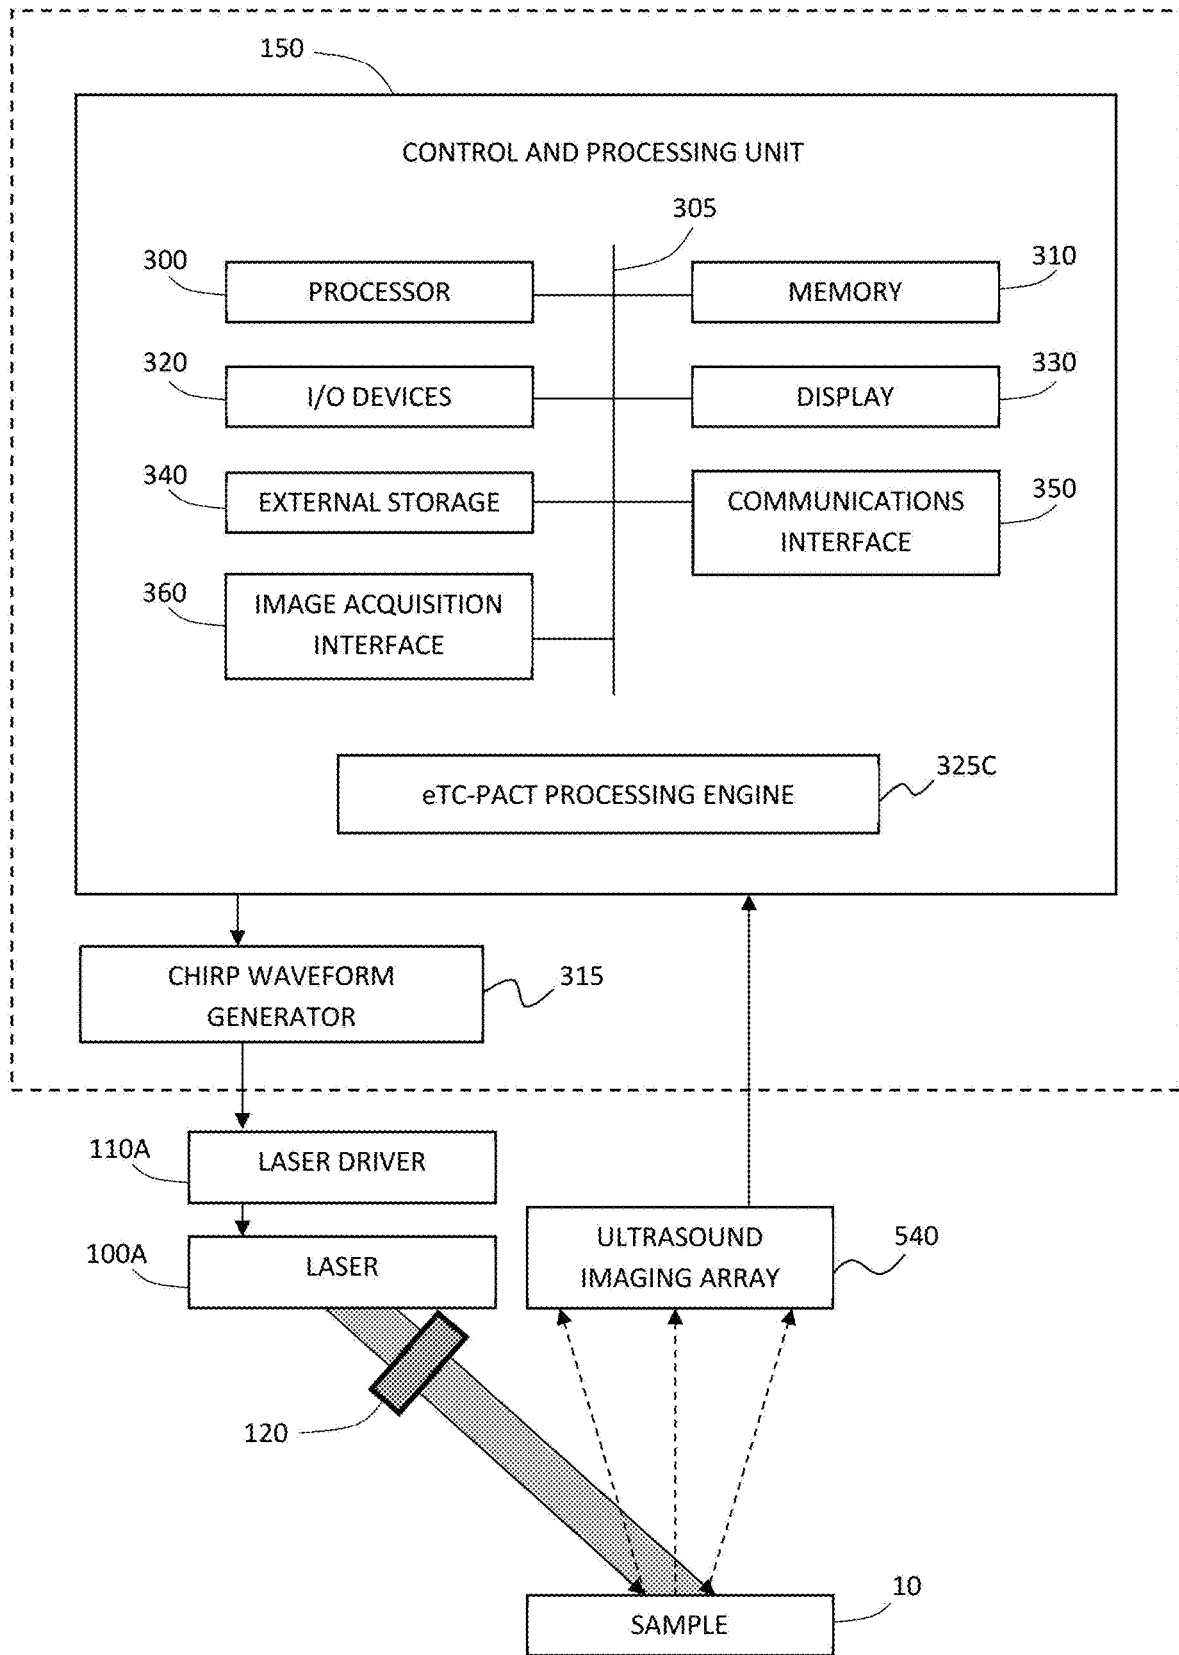 150
CONTROL AND PROCESSING UNIT
305
300
PROCESSOR
MEMORY
310
320
I/O DEVICES
DISPLAY
330
340
EXTERNAL STORAGE
COMMUNICATIONS
INTERFACE
350
360
IMAGE ACQUISITION
INTERFACE
eTC-PACT PROCESSING ENGINE
325C
CHIRP WAVEFORM
GENERATOR
315
110A
LASER DRIVER
100A
LASER
ULTRASOUND
IMAGING ARRAY
540
120
10
SAMPLE